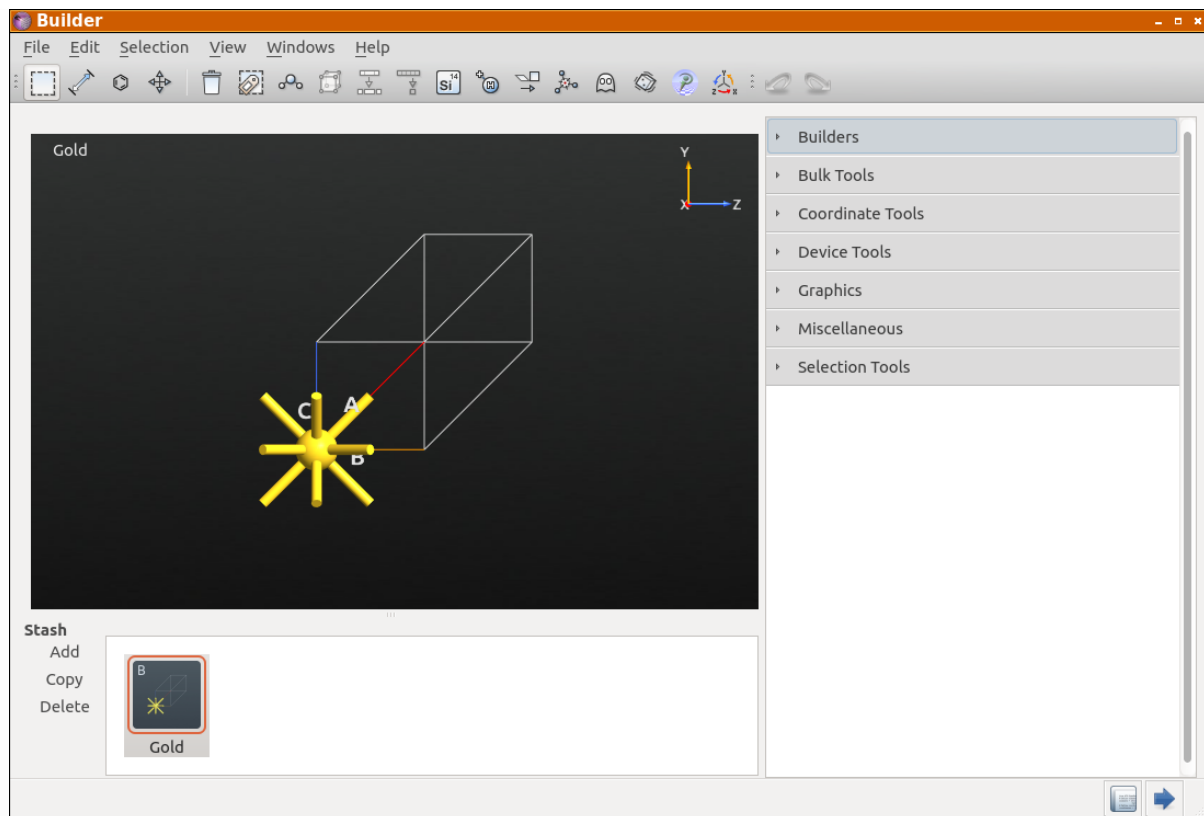 Builder
File Edit Selection View Windows Help
14
Si
H
z x
Gold
Y
X Z
C A
B
Builders
Bulk Tools
Coordinate Tools
Device Tools
Graphics
Miscellaneous
Selection Tools
Stash
Add
Copy
Delete
B
Gold